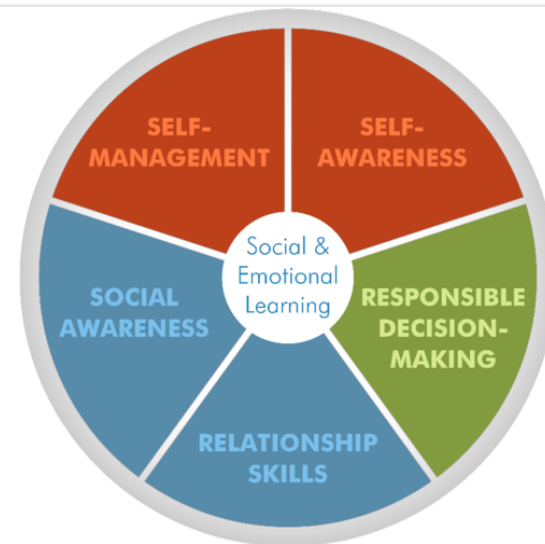 SELF-
MANAGEMENT
SELF-
AWARENESS
Social &
Emotional
Learning
SOCIAL
AWARENESS
RESPONSIBLE
DECISION-
MAKING
RELATIONSHIP
SKILLS